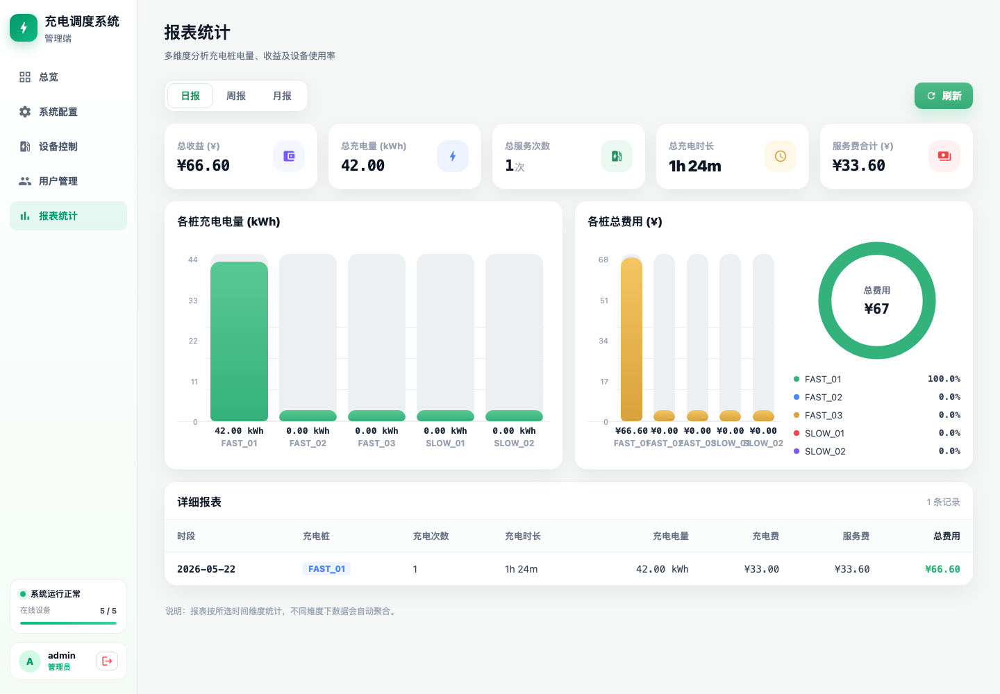 充电调度系统
管理端
总览
系统配置
设备控制
用户管理
报表统计
系统运行正常
在线设备 5 / 5
A
admin
管理员
报表统计
多维度分析充电桩电量、收益及设备使用率
日报 周报 月报
刷新
总收益 (¥)
¥66.60
总充电量 (kWh)
42.00
总服务次数
1次
总充电时长
1h 24m
服务费合计 (¥)
¥33.60
各桩充电电量 (kWh)
44
33
22
11
0
42.00 kWh 0.00 kWh 0.00 kWh 0.00 kWh 0.00 kWh
FAST_01 FAST_02 FAST_03 SLOW_01 SLOW_02
各桩总费用 (¥)
68
51
34
17
0
¥66.60 ¥0.00 ¥0.00 ¥0.00 ¥0.00
FAST_01 FAST_02 FAST_03 SLOW_01 SLOW_02
总费用
¥67
FAST_01 100.0%
FAST_02 0.0%
FAST_03 0.0%
SLOW_01 0.0%
SLOW_02 0.0%
详细报表 1 条记录
时段 充电桩 充电次数 充电时长 充电电量 充电费 服务费 总费用
2026-05-22 FAST_01 1 1h 24m 42.00 kWh ¥33.00 ¥33.60 ¥66.60
说明：报表按所选时间维度统计，不同维度下数据会自动聚合。